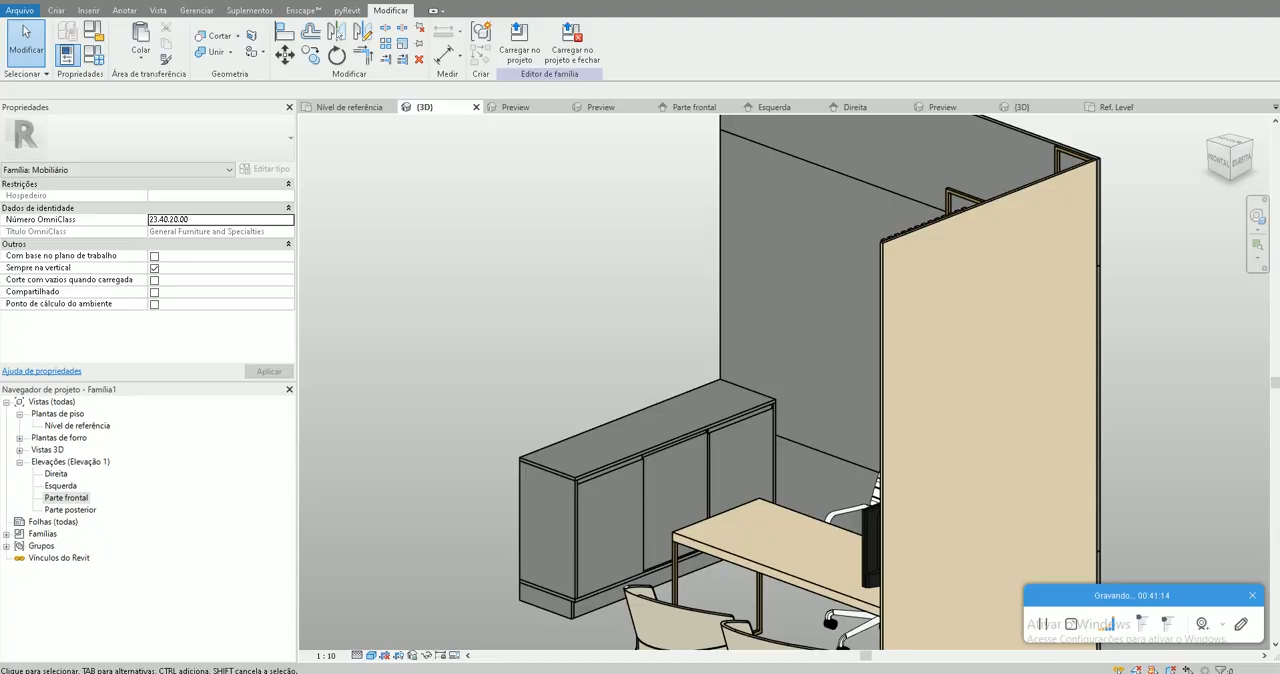 Arquivo Criar Inserir Anotar Vista Gerenciar Suplementos Enscape™ pyRevit Modificar
Modificar
Selecionar
Propriedades
Colar
Área de transferência
Cortar
Unir
Geometria
Modificar
Medir
Criar
Carregar no projeto
Carregar no projeto e fechar
Editor de família
Propriedades
Nível de referência {3D} Preview Preview Parte frontal Esquerda Direita Preview {3D} Ref. Level
Família: Mobiliário Editar tipo
Restrições
Hospedeiro
Dados de identidade
Número OmniClass 23.40.20.00
Título OmniClass General Furniture and Specialties
Outros
Com base no plano de trabalho
Sempre na vertical
Corte com vazios quando carregada
Compartilhado
Ponto de cálculo do ambiente
Ajuda de propriedades Aplicar
Navegador de projeto - Família1
Vistas (todas)
Plantas de piso
Nível de referência
Plantas de forro
Vistas 3D
Elevações (Elevação 1)
Direita
Esquerda
Parte frontal
Parte posterior
Folhas (todas)
Famílias
Grupos
Vínculos do Revit
FRONTAL DIREITA
Gravando... 00:41:14
Ativar o Windows
Acesse Configurações para ativar o Windows.
1 : 10
Clique para selecionar, TAB para alternativas, CTRL adiciona, SHIFT cancela a seleção. :0